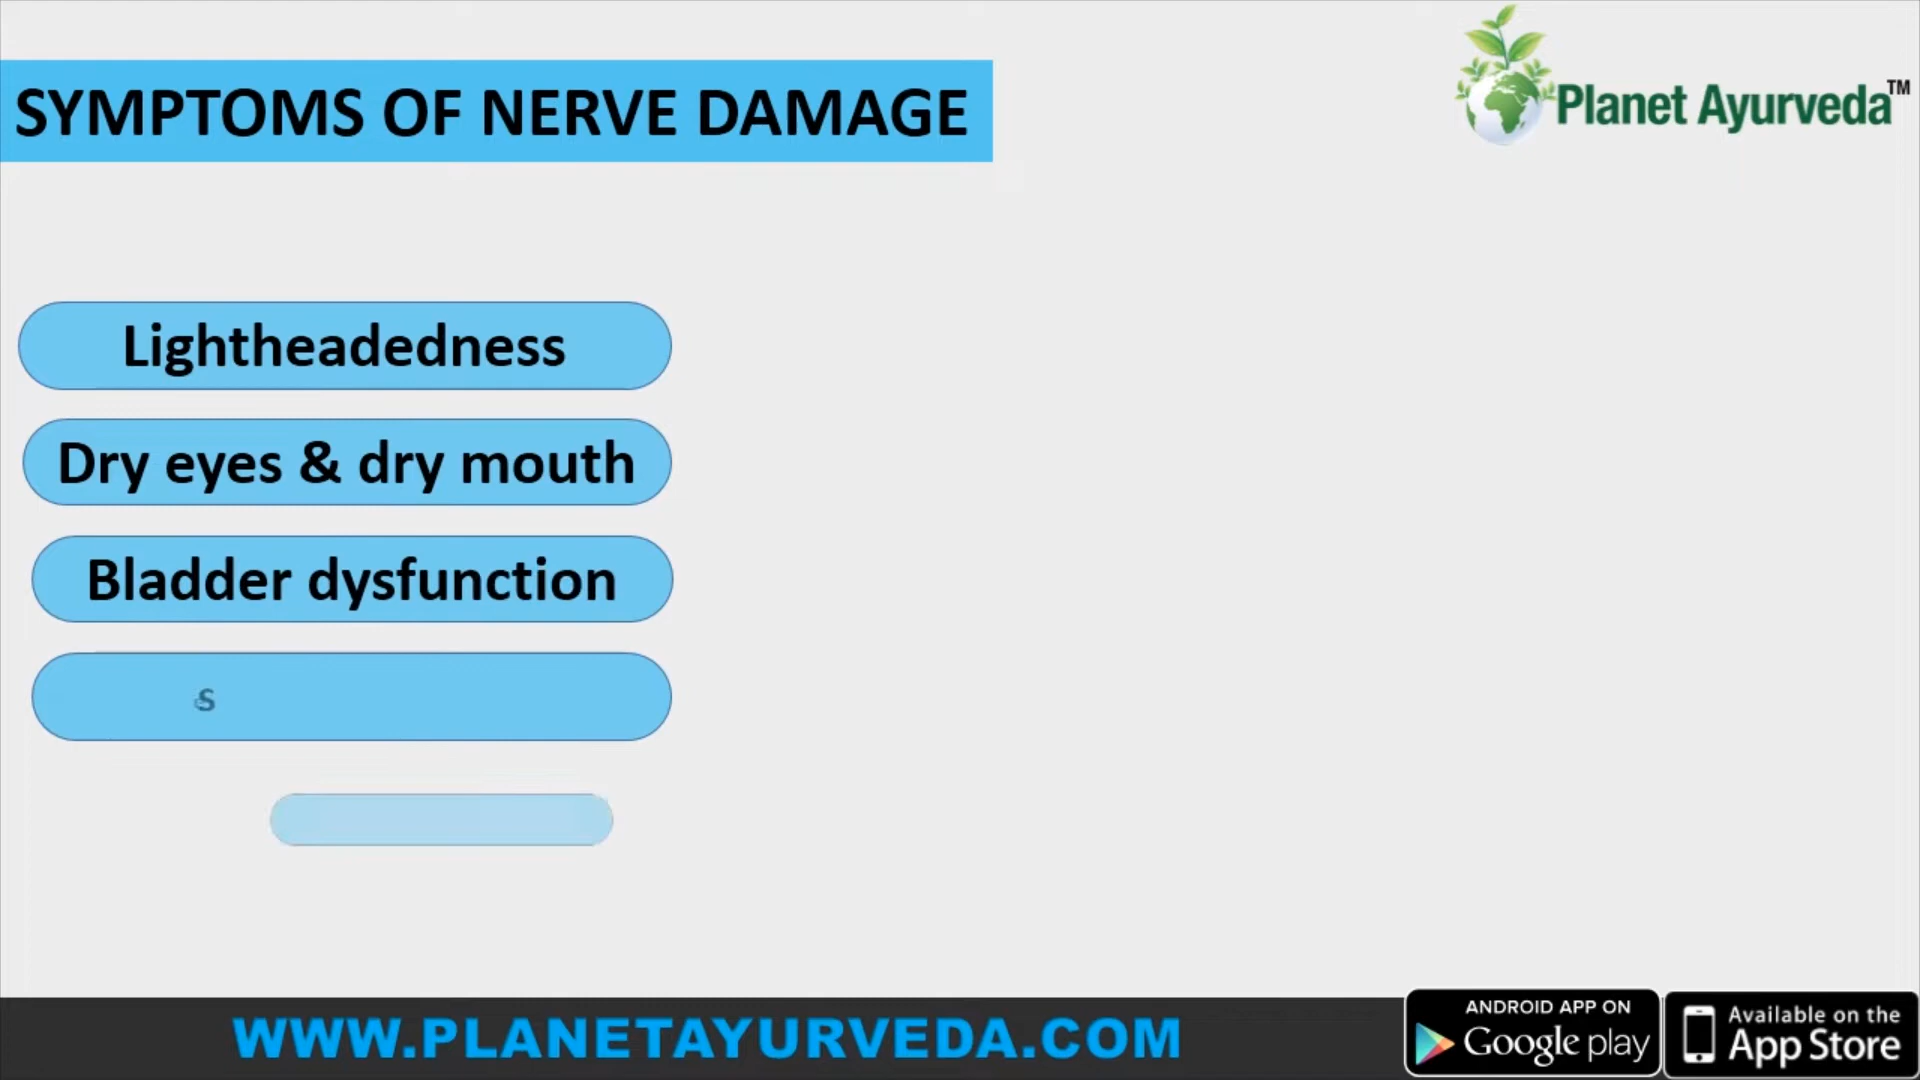 SYMPTOMS OF NERVE DAMAGE
Planet Ayurveda™
Lightheadedness
Dry eyes & dry mouth
Bladder dysfunction
s
WWW.PLANETAYURVEDA.COM
ANDROID APP ON
Google play
Available on the
App Store